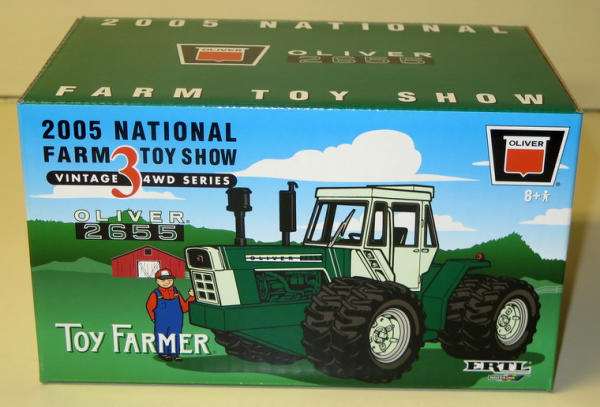 2005 NATIONAL
OLIVER
OLIVER
2655
FARM TOY SHOW
2005 NATIONAL
FARM TOY SHOW
VINTAGE 3 4WD SERIES
OLIVER
2655
OLIVER
8+
OLIVER
TOY FARMER
ERTL